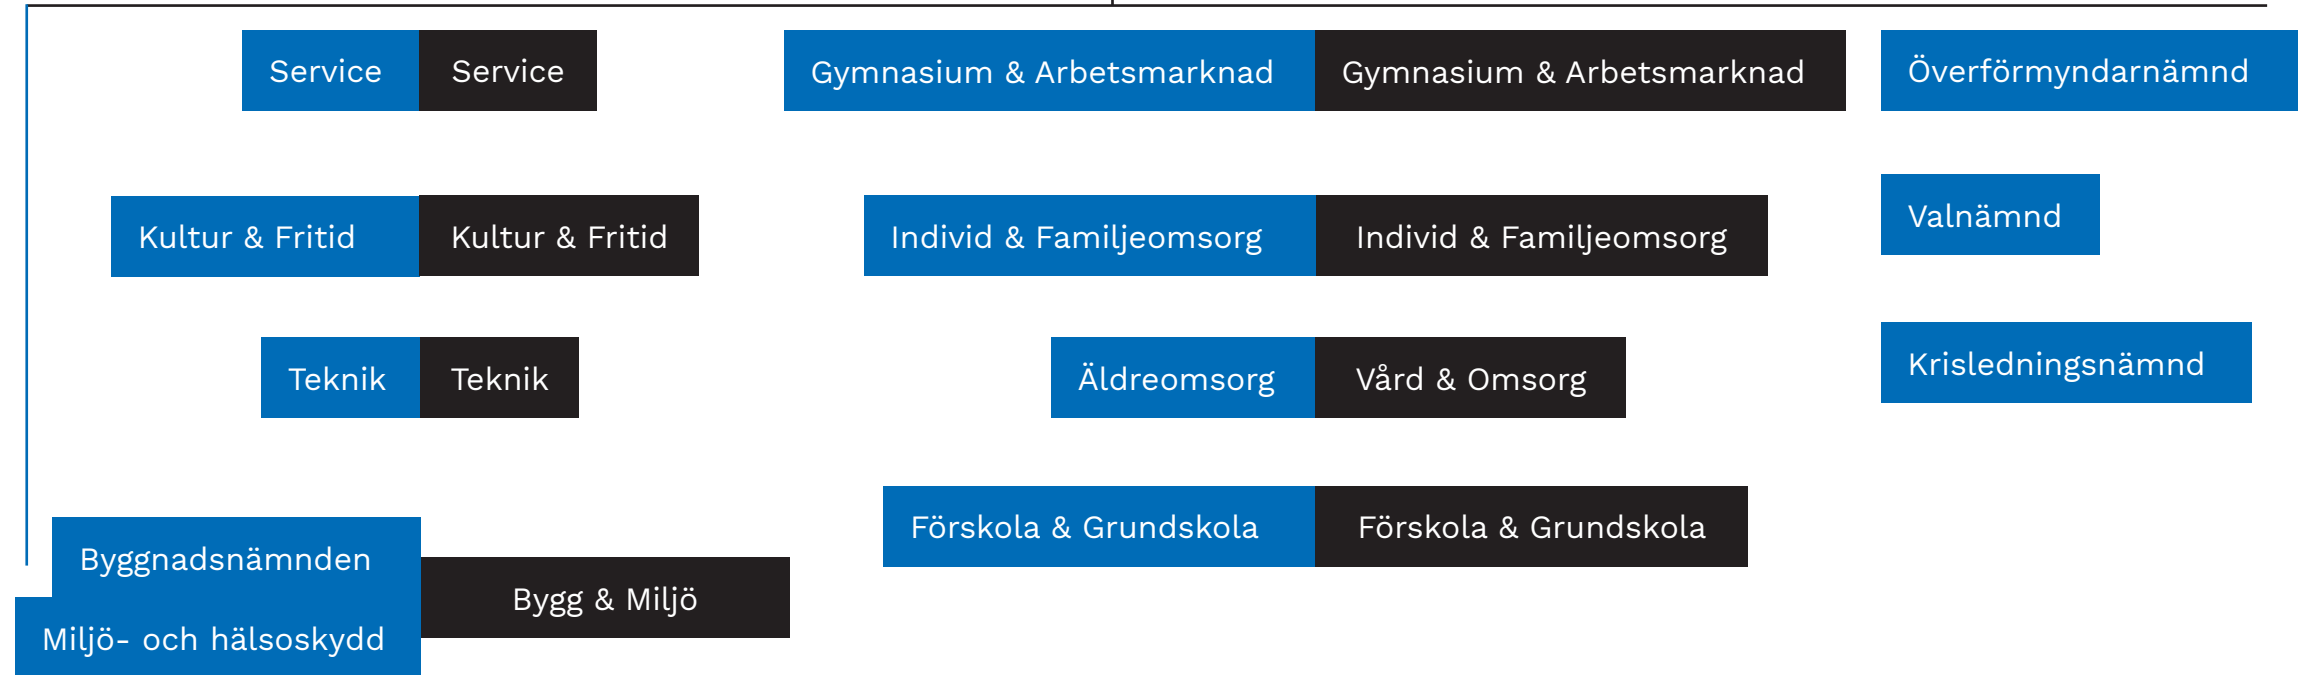 Service
Service
Gymnasium & Arbetsmarknad
Gymnasium & Arbetsmarknad
Överförmyndarnämnd
Kultur & Fritid
Kultur & Fritid
Individ & Familjeomsorg
Individ & Familjeomsorg
Valnämnd
Teknik
Teknik
Äldreomsorg
Vård & Omsorg
Krisledningsnämnd
Förskola & Grundskola
Förskola & Grundskola
Byggnadsnämnden
Bygg & Miljö
Miljö- och hälsoskydd